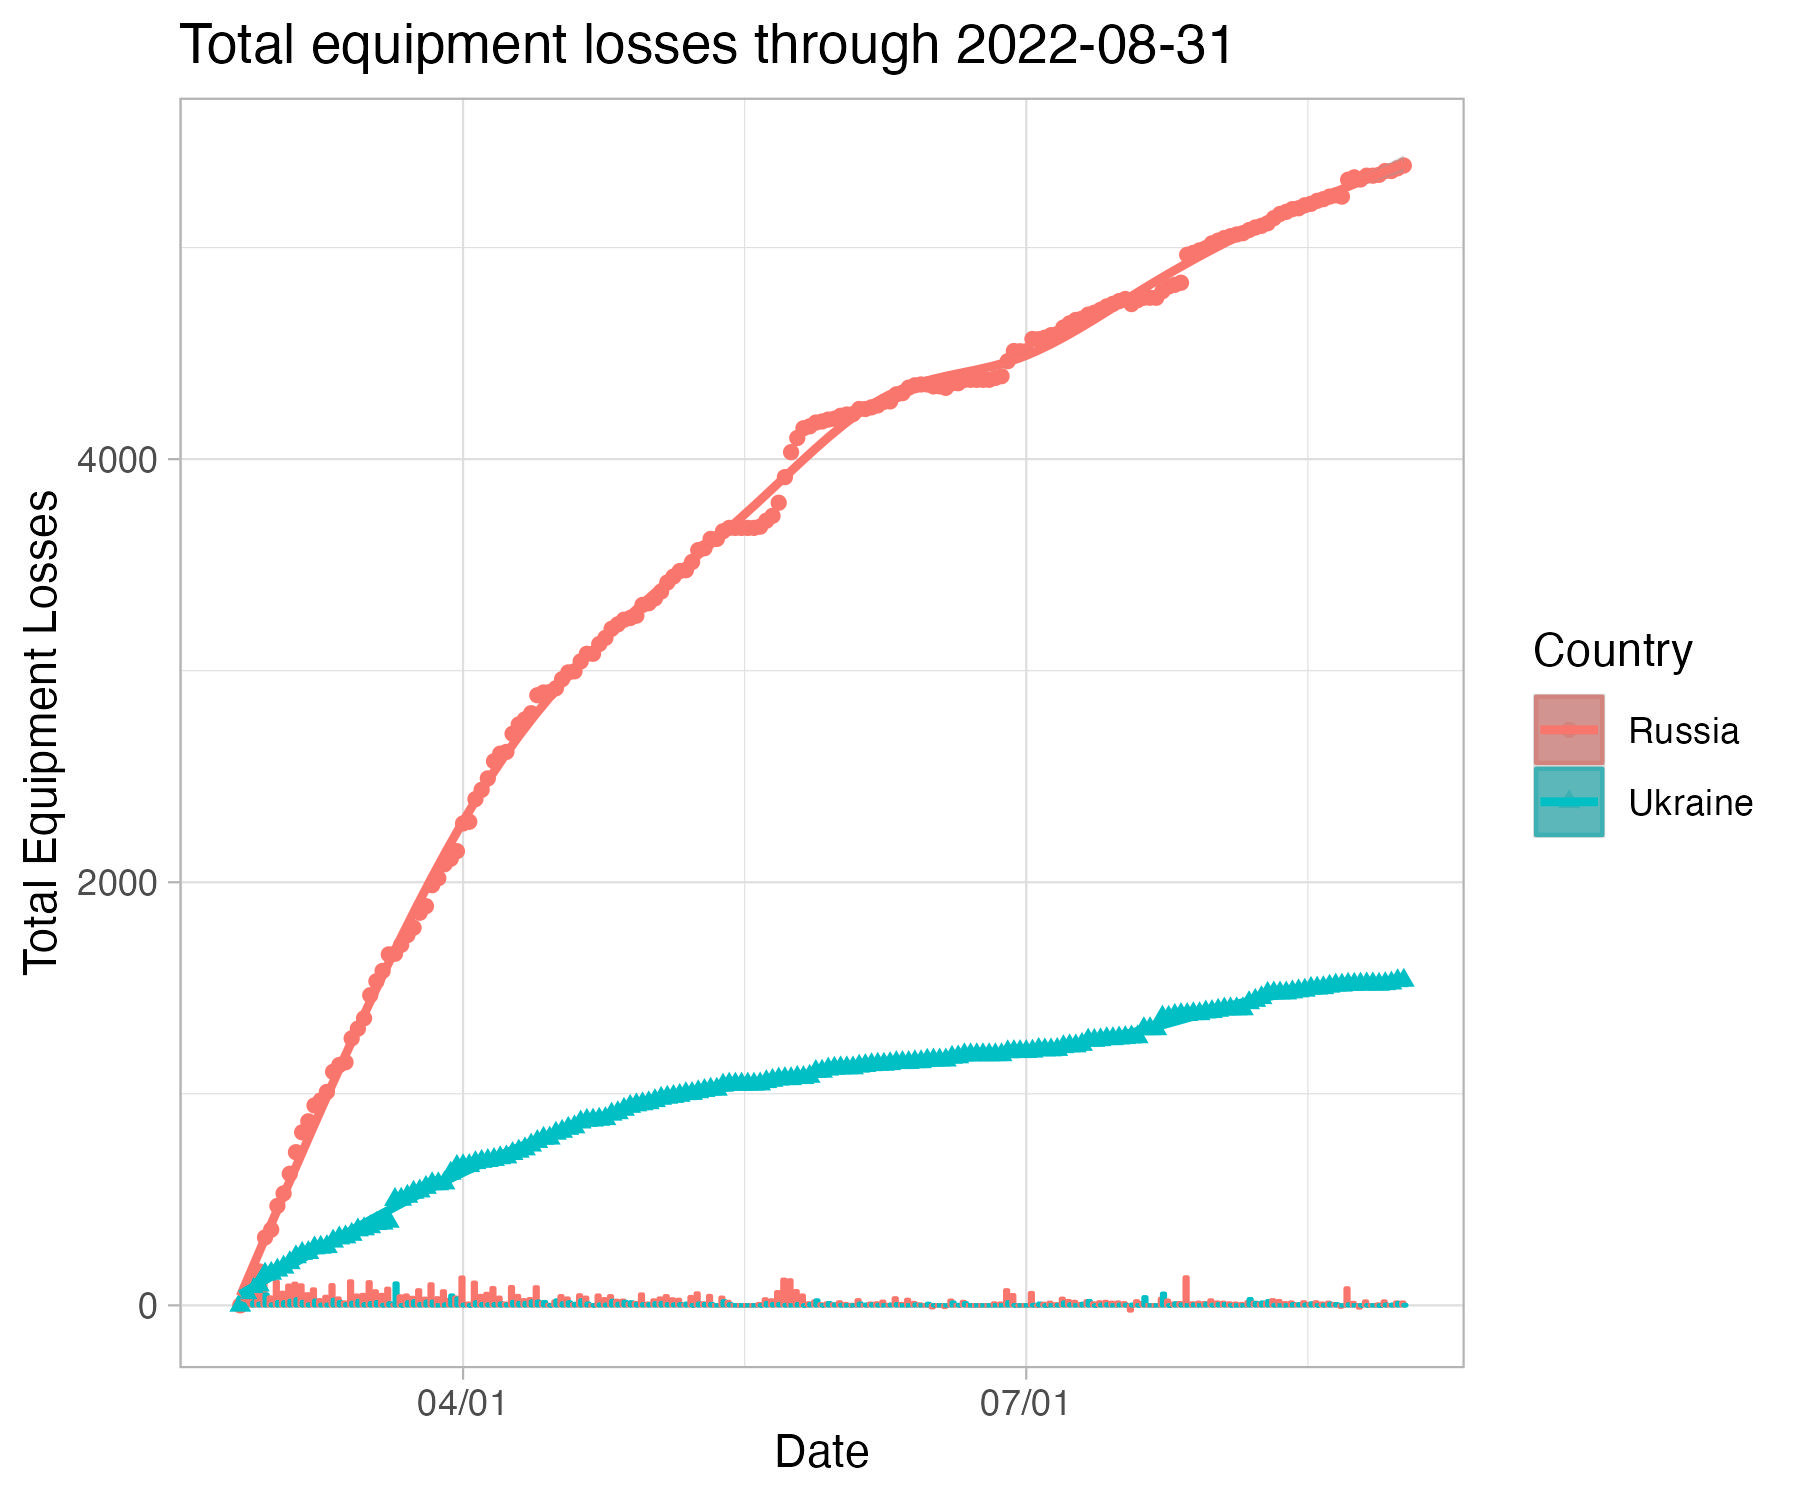 Total equipment losses through 2022-08-31
Total Equipment Losses
4000
2000
0
04/01
07/01
Date
Country
Russia
Ukraine